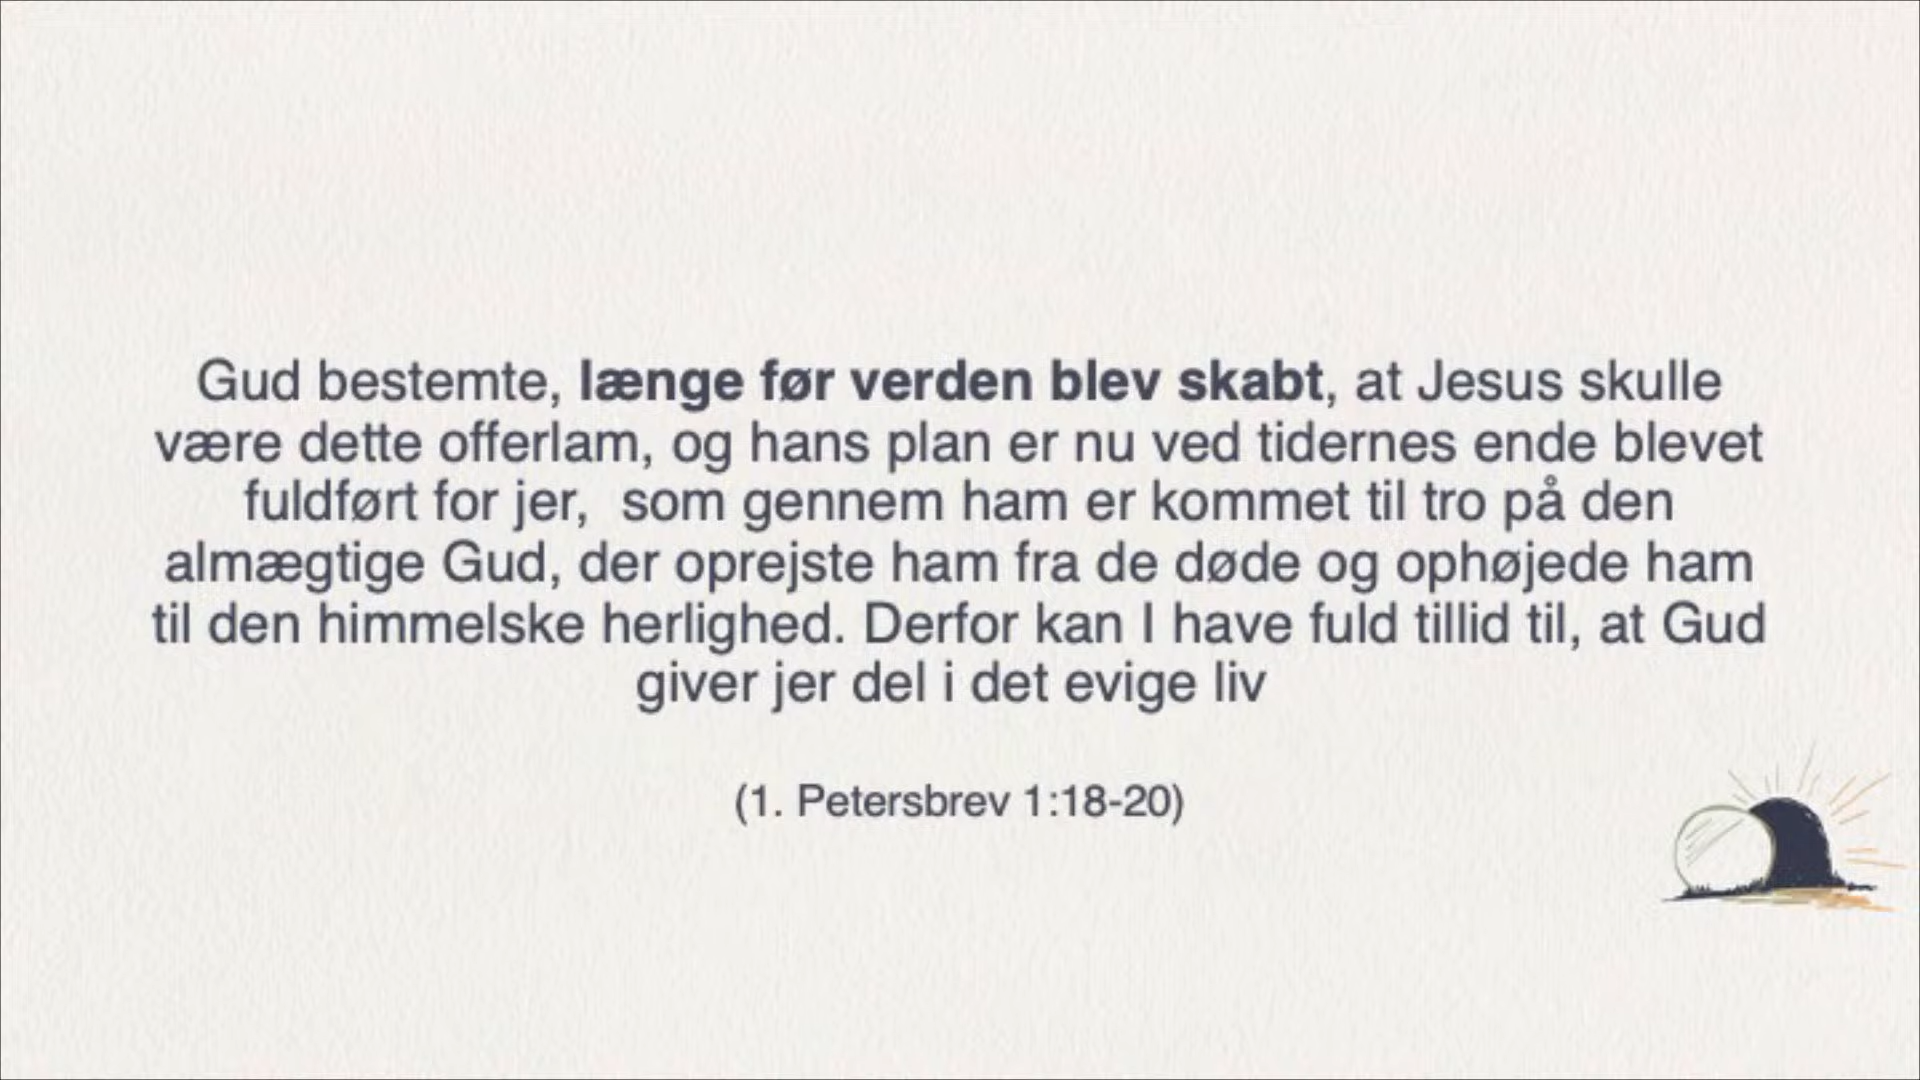 Gud bestemte, længe før verden blev skabt, at Jesus skulle
være dette offerlam, og hans plan er nu ved tidernes ende blevet
fuldført for jer,  som gennem ham er kommet til tro på den
almægtige Gud, der oprejste ham fra de døde og ophøjede ham
til den himmelske herlighed. Derfor kan I have fuld tillid til, at Gud
giver jer del i det evige liv
(1. Petersbrev 1:18-20)